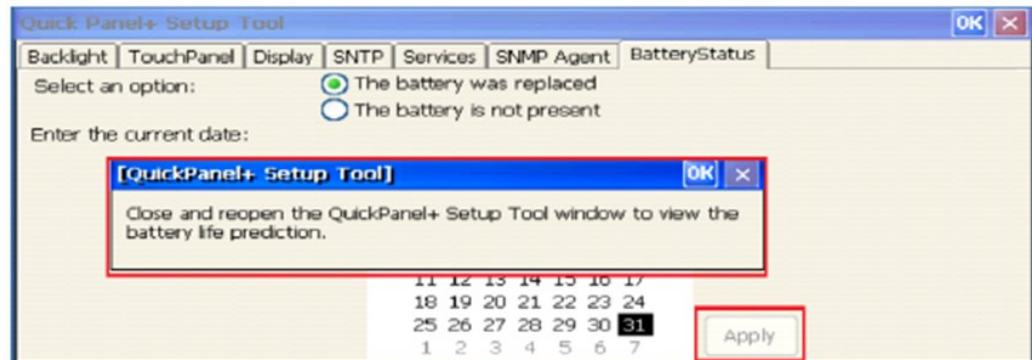 Quick Panel+ Setup Tool OK
Backlight TouchPanel Display SNTP Services SNMP Agent BatteryStatus
Select an option: The battery was replaced
The battery is not present
Enter the current date:
[QuickPanel+ Setup Tool] OK
Close and reopen the QuickPanel+ Setup Tool window to view the
battery life prediction.
11 12 13 14 15 16 17
18 19 20 21 22 23 24
25 26 27 28 29 30 31
Apply
1 2 3 4 5 6 7